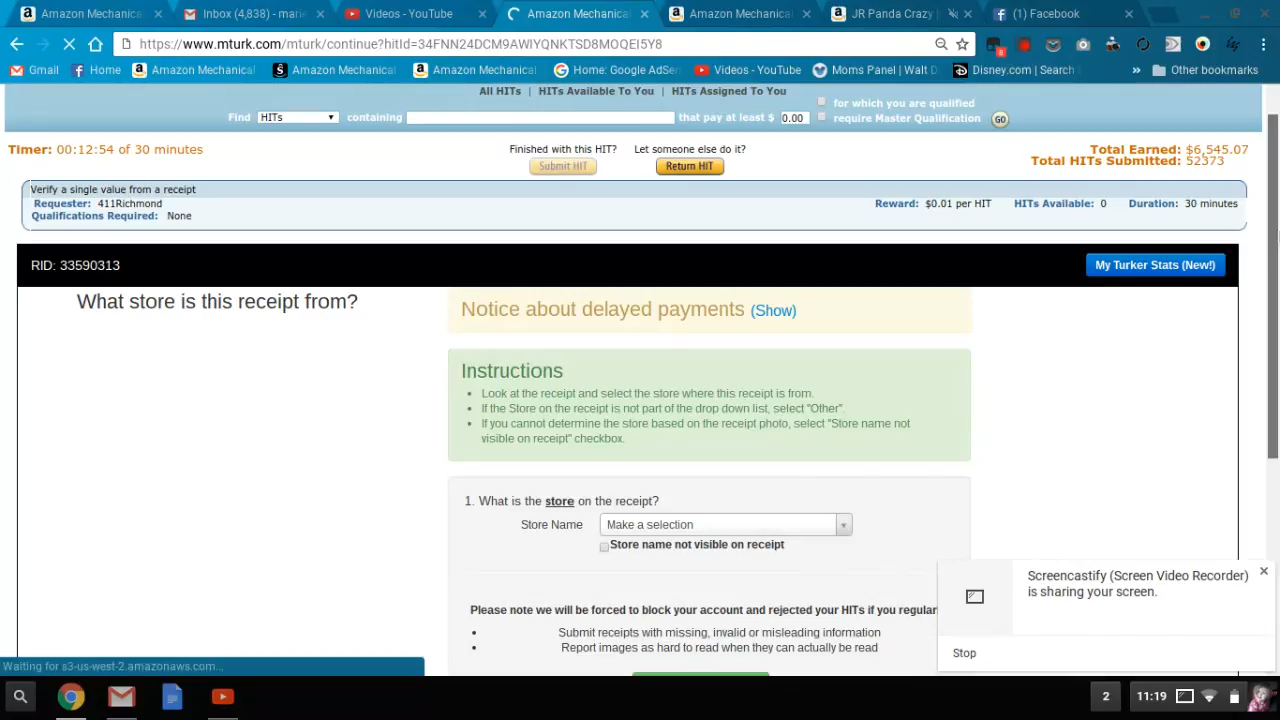 Amazon Mechanical
Inbox (4,838) - marie
Videos - YouTube
Amazon Mechanical
Amazon Mechanical
JR Panda Crazy
(1) Facebook
https://www.mturk.com/mturk/continue?hitId=34FNN24DCM9AWIYQNKTSD8MOQEI5Y8
Gmail
Home
Amazon Mechanical
Amazon Mechanical
Amazon Mechanical
Home: Google AdSen
Videos - YouTube
Moms Panel | Walt D
Disney.com | Search
»
Other bookmarks
All HITs | HITs Available To You | HITs Assigned To You
Find HITs containing that pay at least $ 0.00
for which you are qualified
require Master Qualification
GO
Timer: 00:12:54 of 30 minutes
Finished with this HIT?
Submit HIT
Let someone else do it?
Return HIT
Total Earned: $6,545.07
Total HITs Submitted: 52373
Verify a single value from a receipt
Requester: 411Richmond
Reward: $0.01 per HIT
HITs Available: 0
Duration: 30 minutes
Qualifications Required: None
RID: 33590313
My Turker Stats (New!)
What store is this receipt from?
Notice about delayed payments (Show)
Instructions
• Look at the receipt and select the store where this receipt is from.
• If the Store on the receipt is not part of the drop down list, select "Other".
• If you cannot determine the store based on the receipt photo, select "Store name not
visible on receipt" checkbox.
1. What is the store on the receipt?
Store Name Make a selection
Store name not visible on receipt
Please note we will be forced to block your account and rejected your HITs if you regular
• Submit receipts with missing, invalid or misleading information
• Report images as hard to read when they can actually be read
Screencastify (Screen Video Recorder)
is sharing your screen.
Stop
Waiting for s3-us-west-2.amazonaws.com...
2
11:19